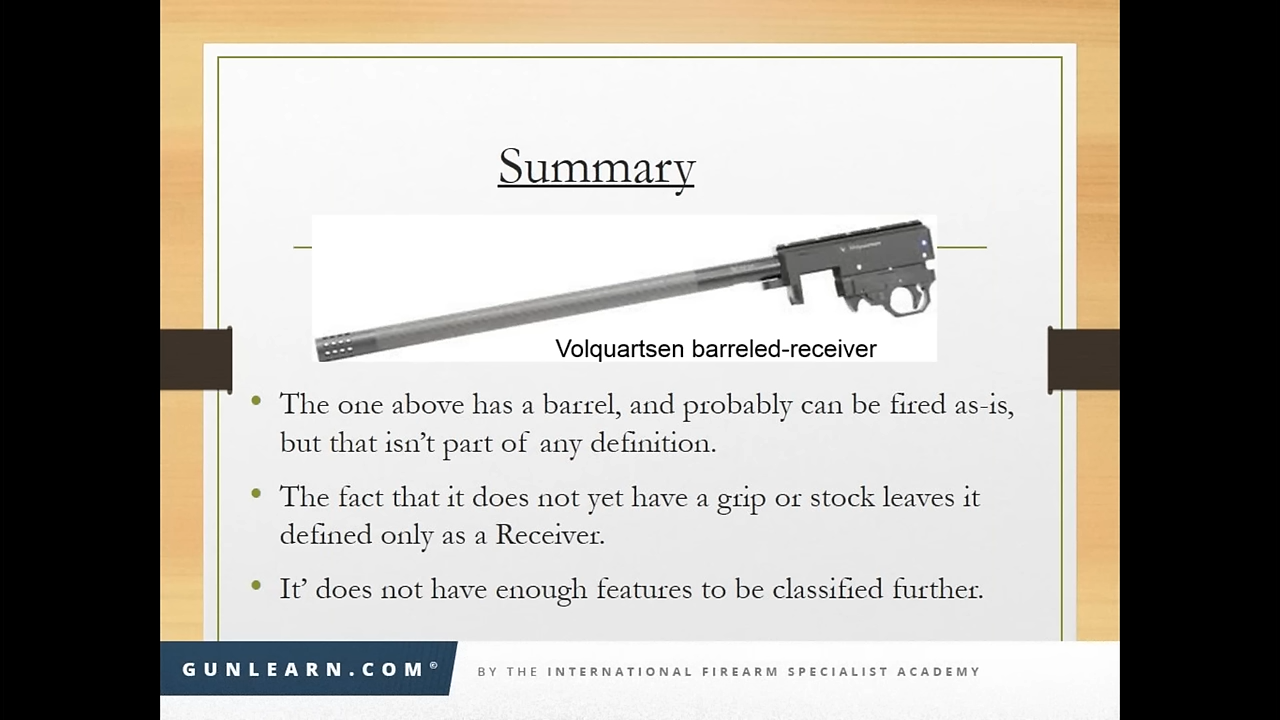 Summary
Volquartsen barreled-receiver
• The one above has a barrel, and probably can be fired as-is,
but that isn't part of any definition.
• The fact that it does not yet have a grip or stock leaves it
defined only as a Receiver.
• It’ does not have enough features to be classified further.
GUNLEARN.COM©
BY THE INTERNATIONAL FIREARM SPECIALIST ACADEMY